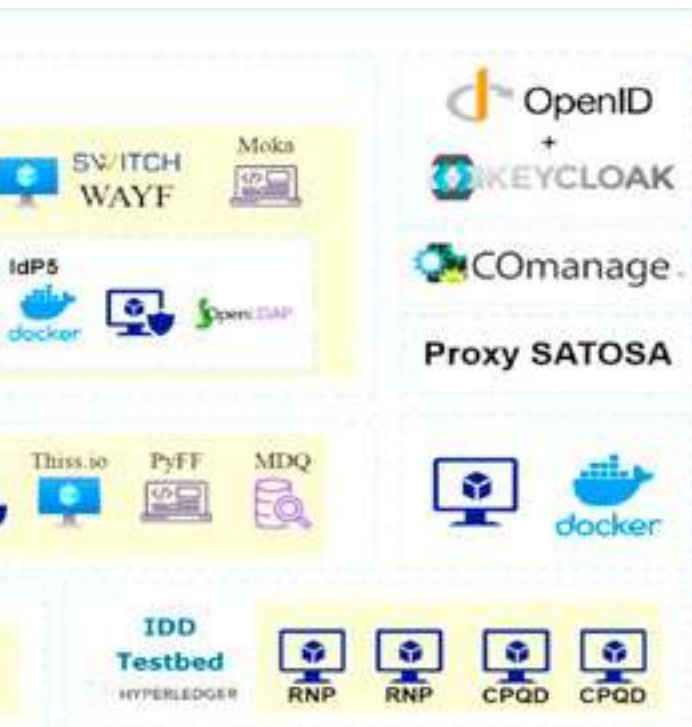 SWITCH
WAYF
Moka
IdP5
docker
OpenLDAP
OpenID
+
KEYCLOAK
COmanage
Proxy SATOSA
Thiss.io
PyFF
MDQ
docker
IDD
Testbed
HYPERLEDGER
RNP
RNP
CPQD
CPQD